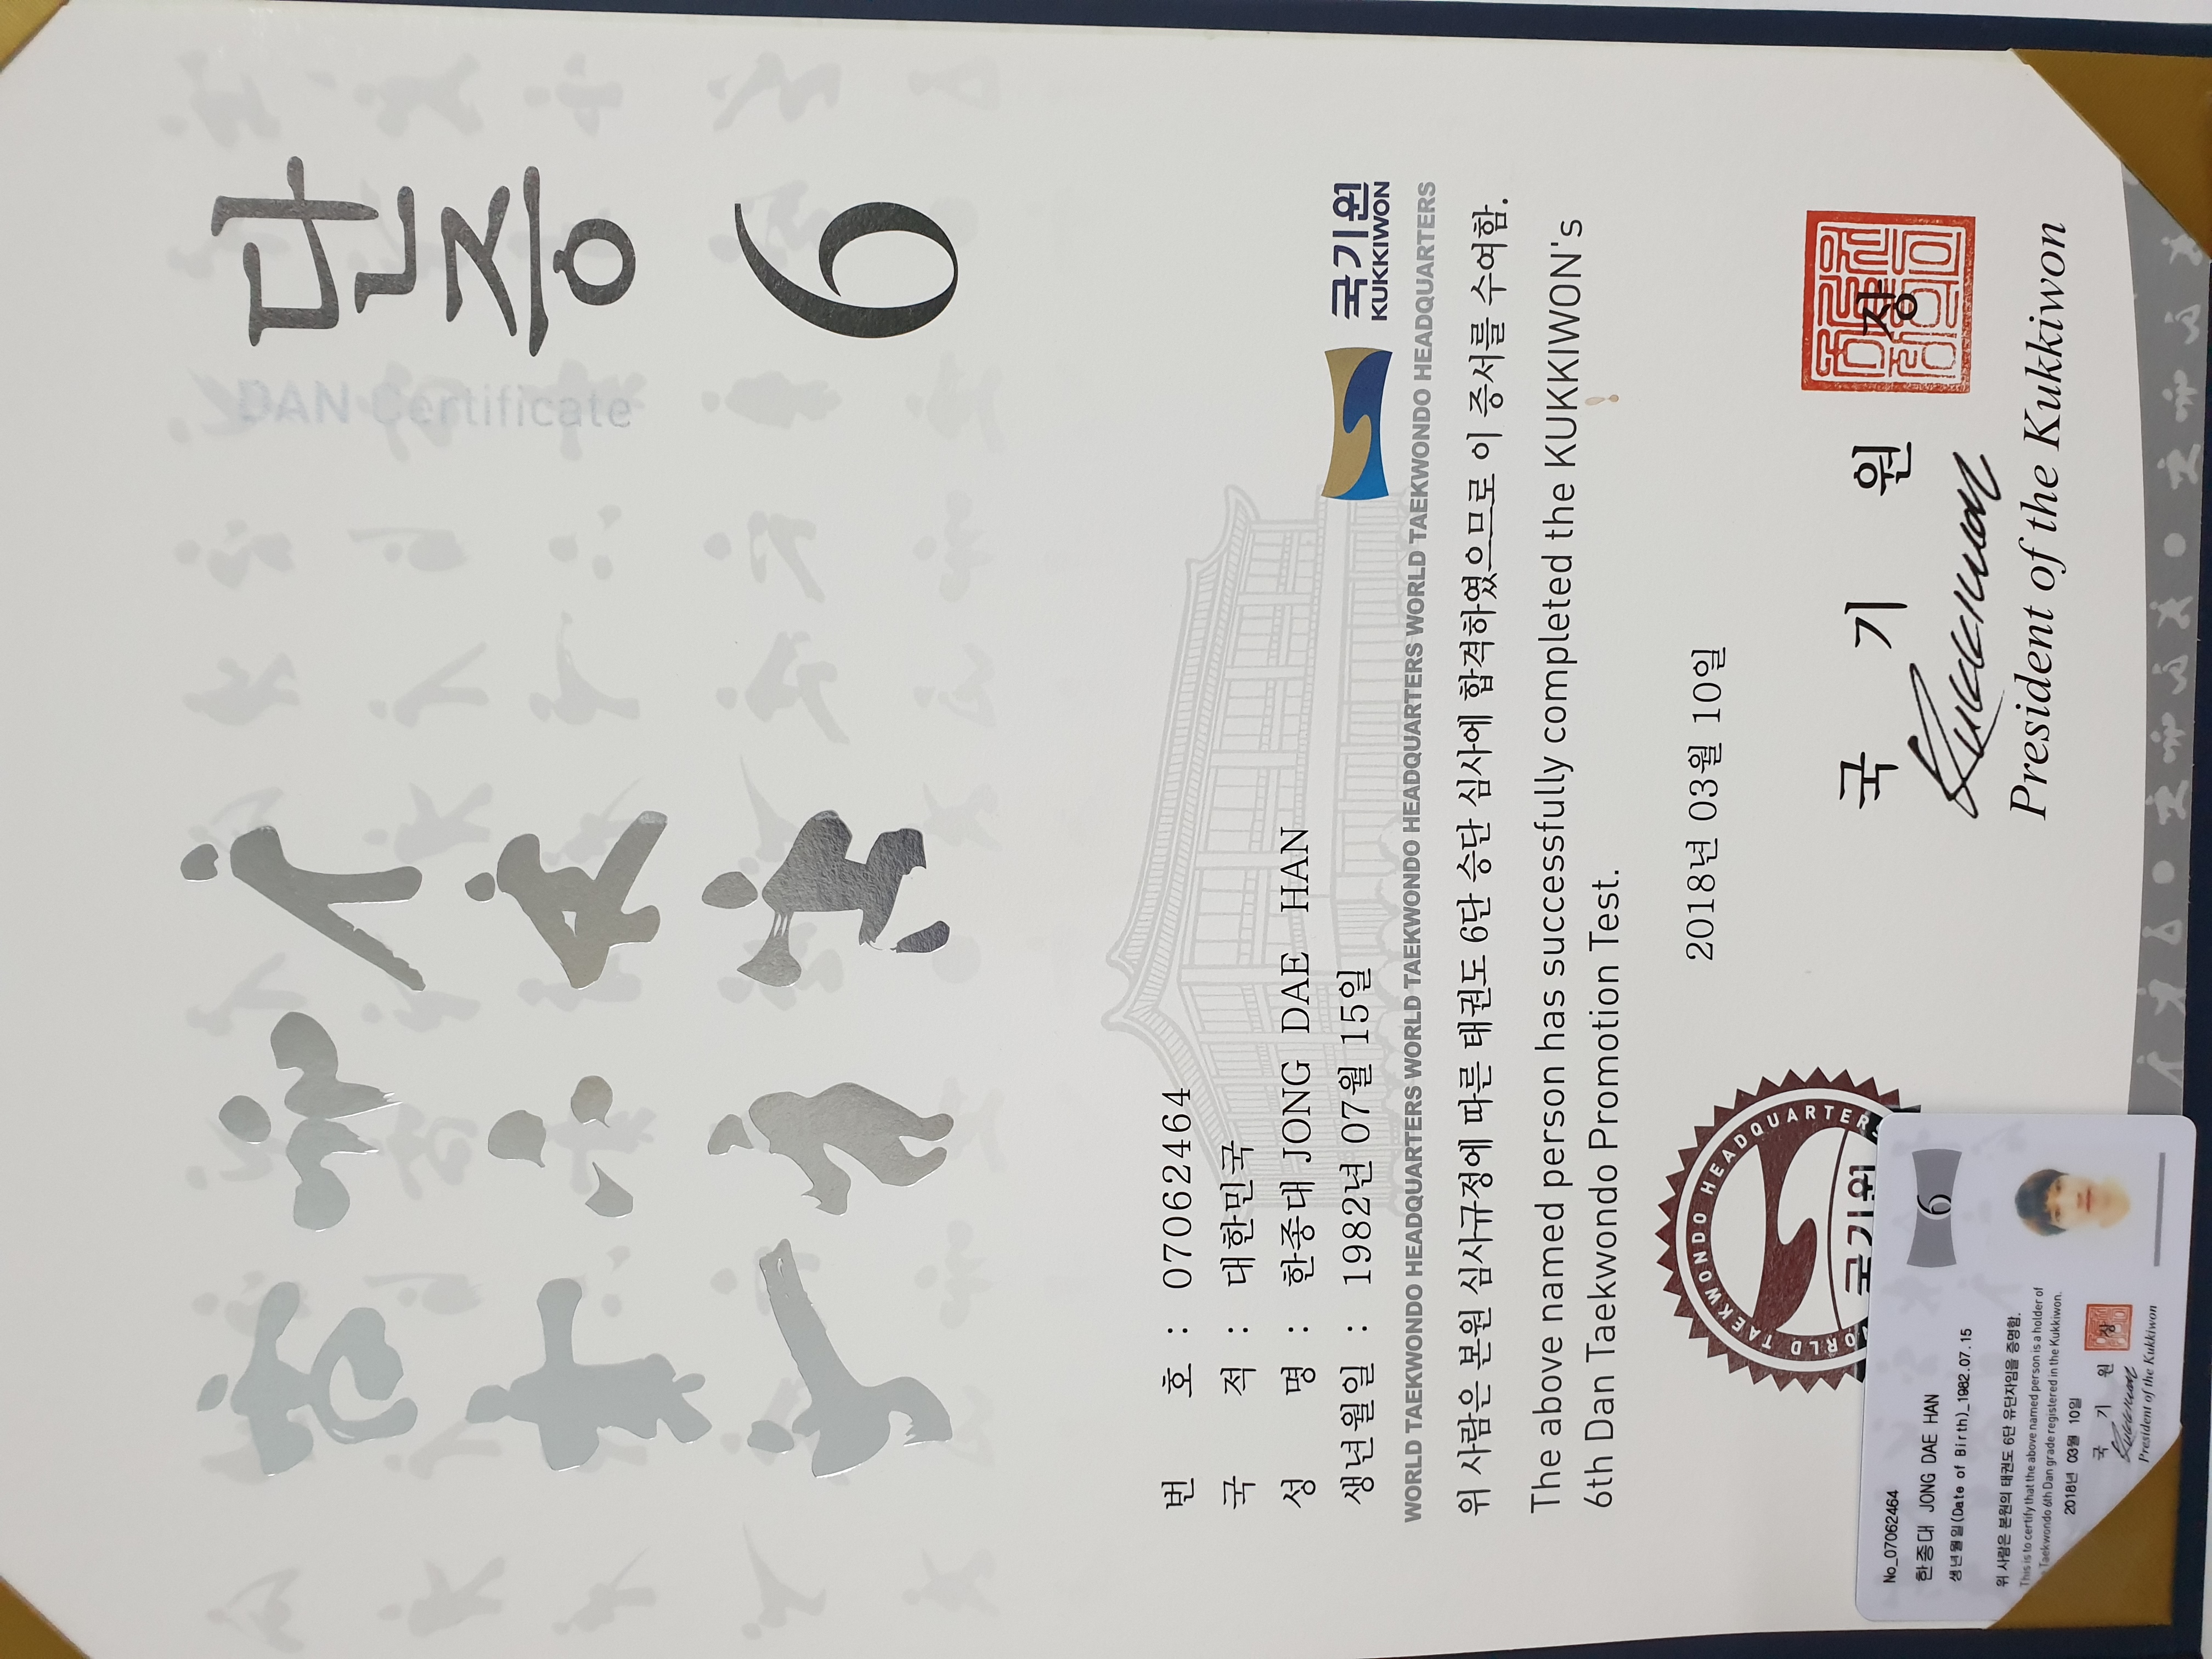 단증
DAN Certificate
6
번 호 : 07062464
국 적 : 대한민국
성 명 : 한종대 JONG DAE HAN
생년월일 : 1982년 07월 15일
국기원
KUKKIWON
WORLD TAEKWONDO HEADQUARTERS WORLD TAEKWONDO HEADQUARTERS WORLD TAEKWONDO HEADQUARTERS WORLD TAEKWONDO HEADQUARTERS
위 사람은 본원 심사규정에 따른 태권도 6단 승단 심사에 합격하였으므로 이 증서를 수여함.
The above named person has successfully completed the KUKKIWON's
6th Dan Taekwondo Promotion Test.
2018년 03월 10일
국 기 원 장
President of the Kukkiwon
WORLD TAEKWONDO HEADQUARTERS
국기원
6
No_07062464
한종대 JONG DAE HAN
생년월일(Date of Birth)_1982.07.15
위 사람은 본원의 태권도 6단 유단자임을 증명함.
This is to certify that the above named person is a holder of
Taekwondo 6th Dan grade registered in the Kukkiwon.
2018년 03월 10일
국 기 원 장
President of the Kukkiwon